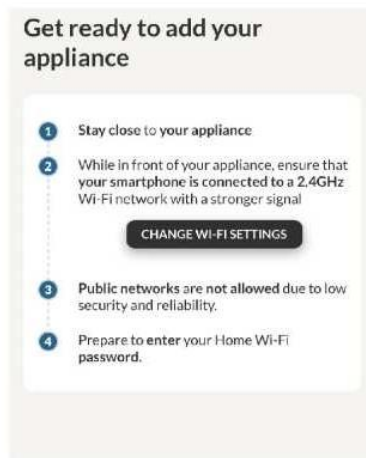 Get ready to add your
appliance
1 Stay close to your appliance
2 While in front of your appliance, ensure that
your smartphone is connected to a 2.4GHz
Wi-Fi network with a stronger signal
CHANGE WI-FI SETTINGS
3 Public networks are not allowed due to low
security and reliability.
4 Prepare to enter your Home Wi-Fi
password.